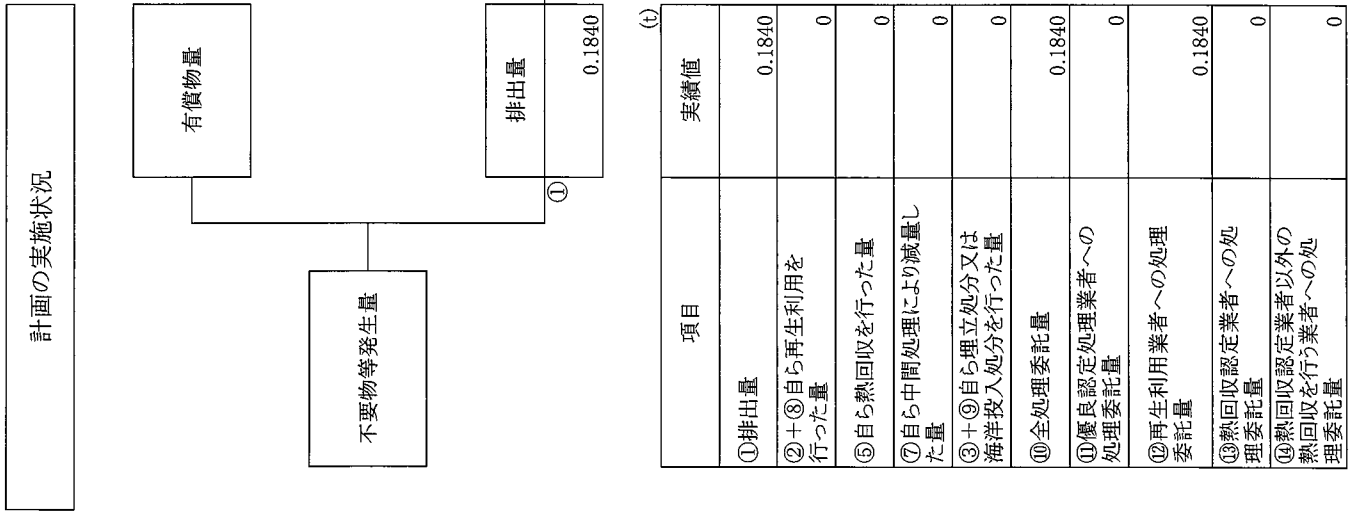 計画の実施状況
有償物量
不要物等発生量
排出量
①
0.1840
(t)
項目 実績値
①排出量 0.1840
②+⑧自ら再生利用を
行った量 0
⑤自ら熱回収を行った量 0
⑦自ら中間処理により減量し
た量 0
③+⑨自ら埋立処分又は
海洋投入処分を行った量 0
⑩全処理委託量 0.1840
⑪優良認定処理業者への
処理委託量 0
⑫再生利用業者への処理
委託量 0.1840
⑬熱回収認定業者への処
理委託量 0
⑭熱回収認定業者以外の
熱回収を行う業者への処
理委託量 0